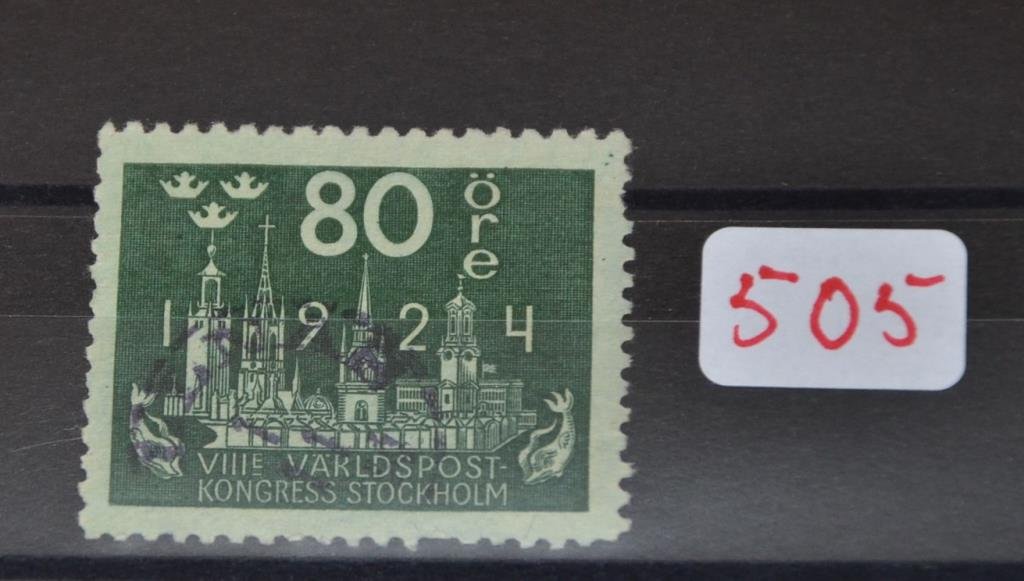 80 öre
1924
VIIIE VÄRLDSPOST-
KONGRESS STOCKHOLM
505